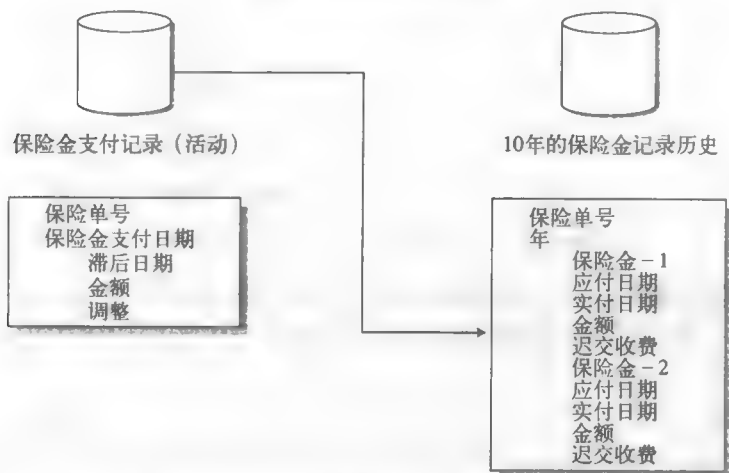 保险金支付记录（活动）
10年的保险金记录历史
保险单号
保险金支付日期
滞后日期
金额
调整
保险单号
年
保险金－1
应付日期
实付日期
金额
迟交收费
保险金－2
应付日期
实付日期
金额
迟交收费